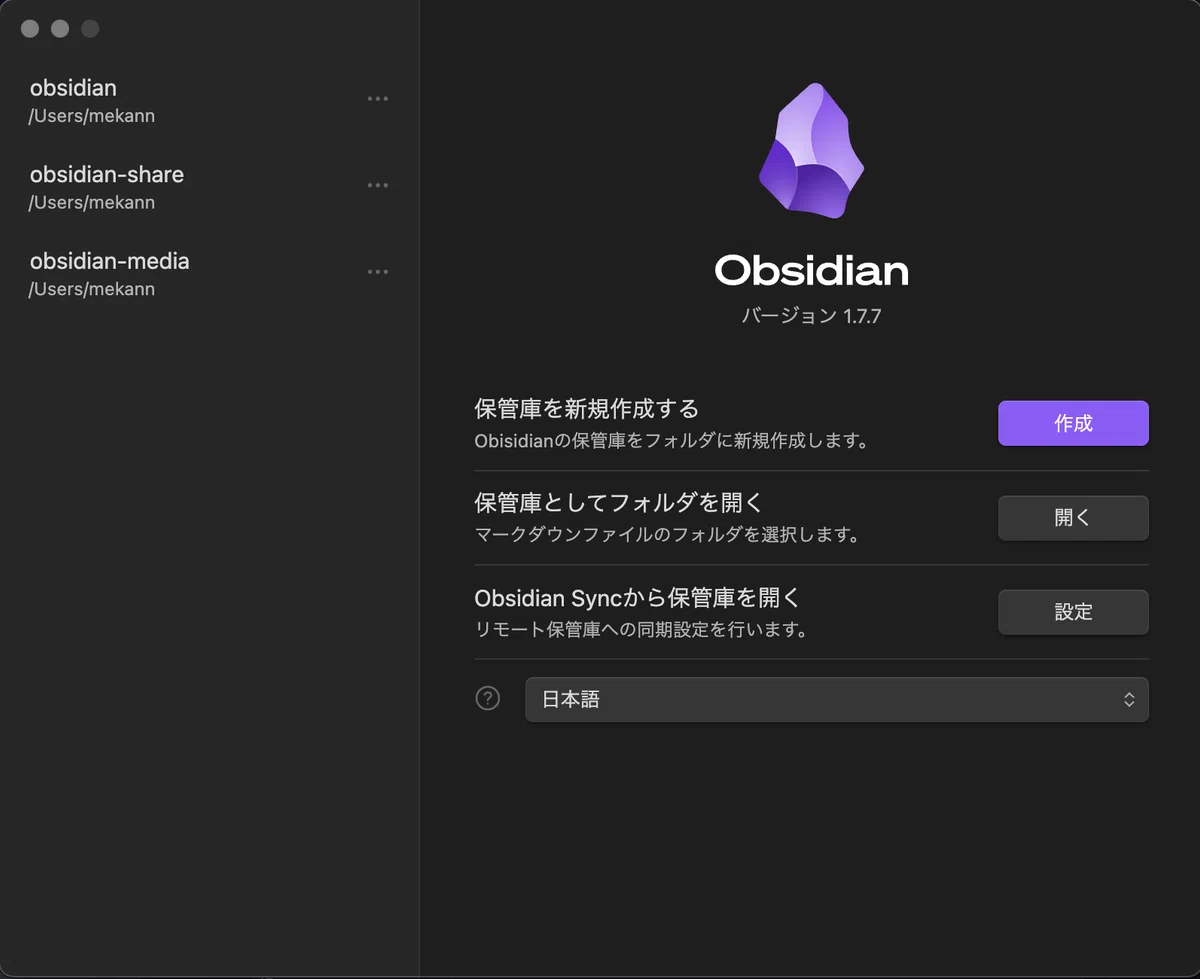 obsidian
/Users/mekann
obsidian-share
/Users/mekann
obsidian-media
/Users/mekann
Obsidian
バージョン 1.7.7
保管庫を新規作成する
Obisidianの保管庫をフォルダに新規作成します。
作成
保管庫としてフォルダを開く
マークダウンファイルのフォルダを選択します。
開く
Obsidian Syncから保管庫を開く
リモート保管庫への同期設定を行います。
設定
?
日本語